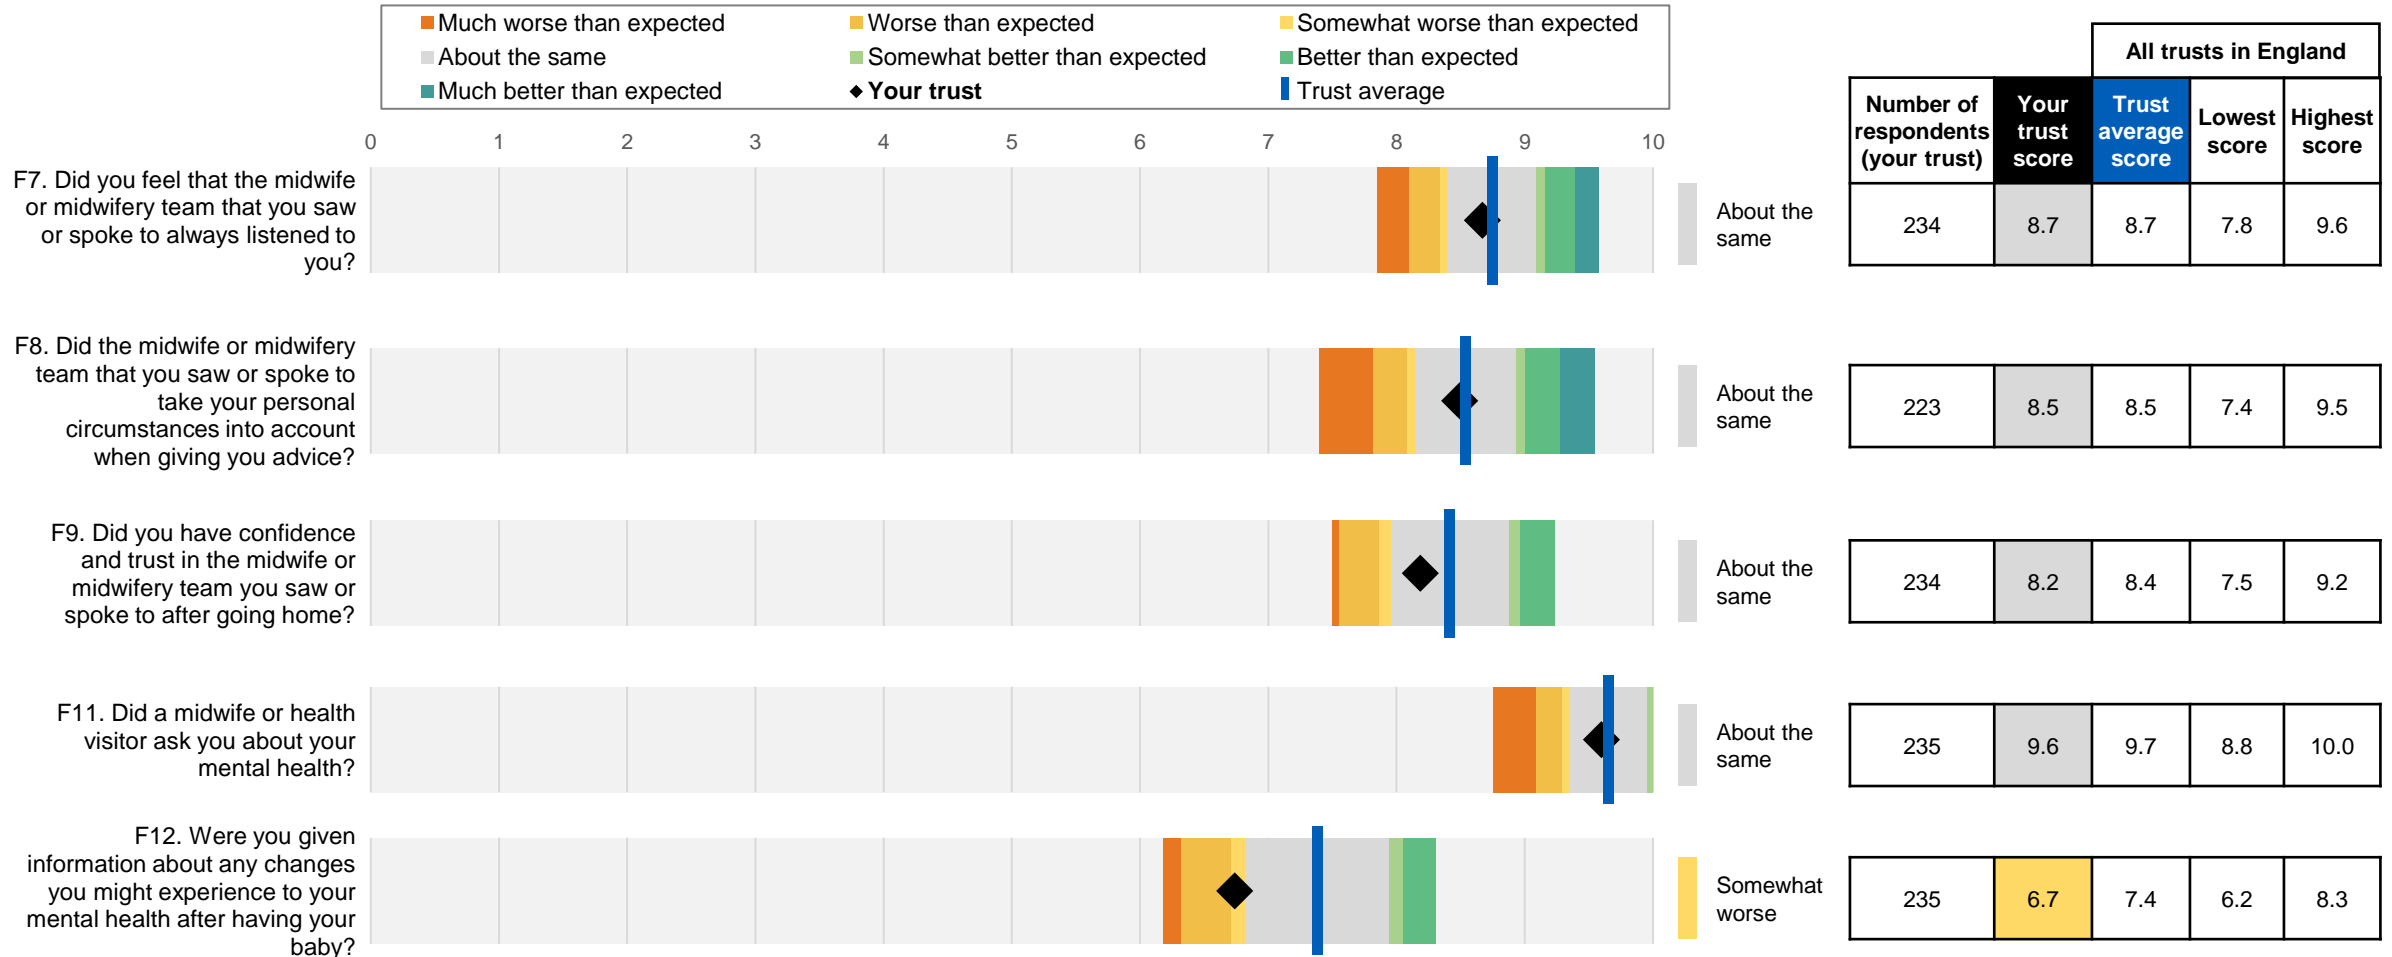 Much worse than expected
Worse than expected
Somewhat worse than expected
About the same
Somewhat better than expected
Better than expected
Much better than expected
Your trust
Trust average
All trusts in England
Number of respondents (your trust)
Your trust score
Trust average score
Lowest score
Highest score
0 1 2 3 4 5 6 7 8 9 10
F7. Did you feel that the midwife
or midwifery team that you saw
or spoke to always listened to
you?
About the
same
234 8.7 8.7 7.8 9.6
F8. Did the midwife or midwifery
team that you saw or spoke to
take your personal
circumstances into account
when giving you advice?
About the
same
223 8.5 8.5 7.4 9.5
F9. Did you have confidence
and trust in the midwife or
midwifery team you saw or
spoke to after going home?
About the
same
234 8.2 8.4 7.5 9.2
F11. Did a midwife or health
visitor ask you about your
mental health?
About the
same
235 9.6 9.7 8.8 10.0
F12. Were you given
information about any changes
you might experience to your
mental health after having your
baby?
Somewhat
worse
235 6.7 7.4 6.2 8.3